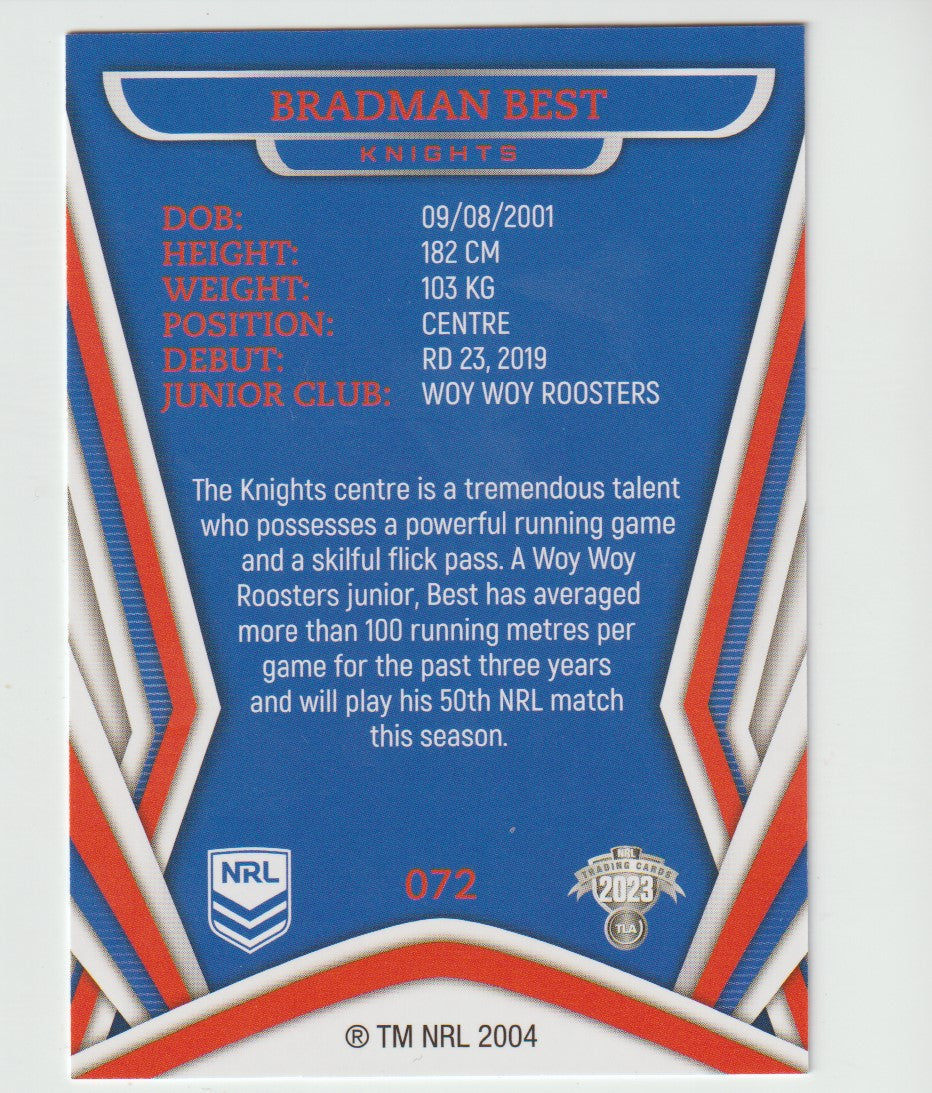 BRADMAN BEST
KNIGHTS
DOB: 09/08/2001
HEIGHT: 182 CM
WEIGHT: 103 KG
POSITION: CENTRE
DEBUT: RD 23, 2019
JUNIOR CLUB: WOY WOY ROOSTERS
The Knights centre is a tremendous talent
who possesses a powerful running game
and a skilful flick pass. A Woy Woy
Roosters junior, Best has averaged
more than 100 running metres per
game for the past three years
and will play his 50th NRL match
this season.
NRL
072
NRL
TRADING CARDS
2023
TLA
® TM NRL 2004